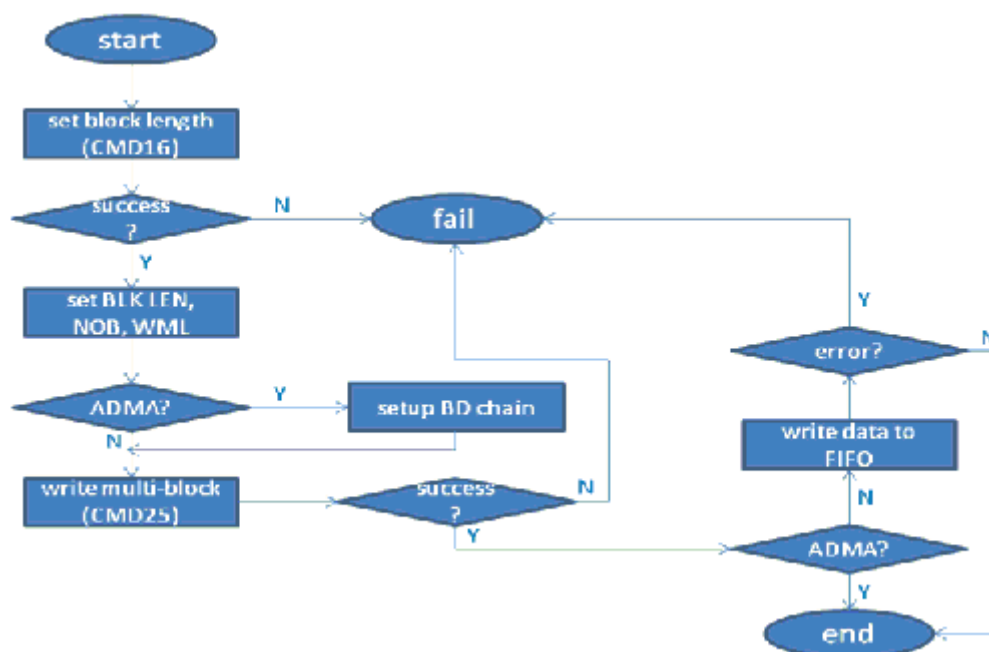 start
set block length
(CMD16)
success
?
N
fail
Y
set BLK LEN,
NOB, WML
Y
error?
N
ADMA?
Y
setup BD chain
N
write data to
FIFO
write multi-block
(CMD25)
success
?
N
N
Y
ADMA?
Y
end